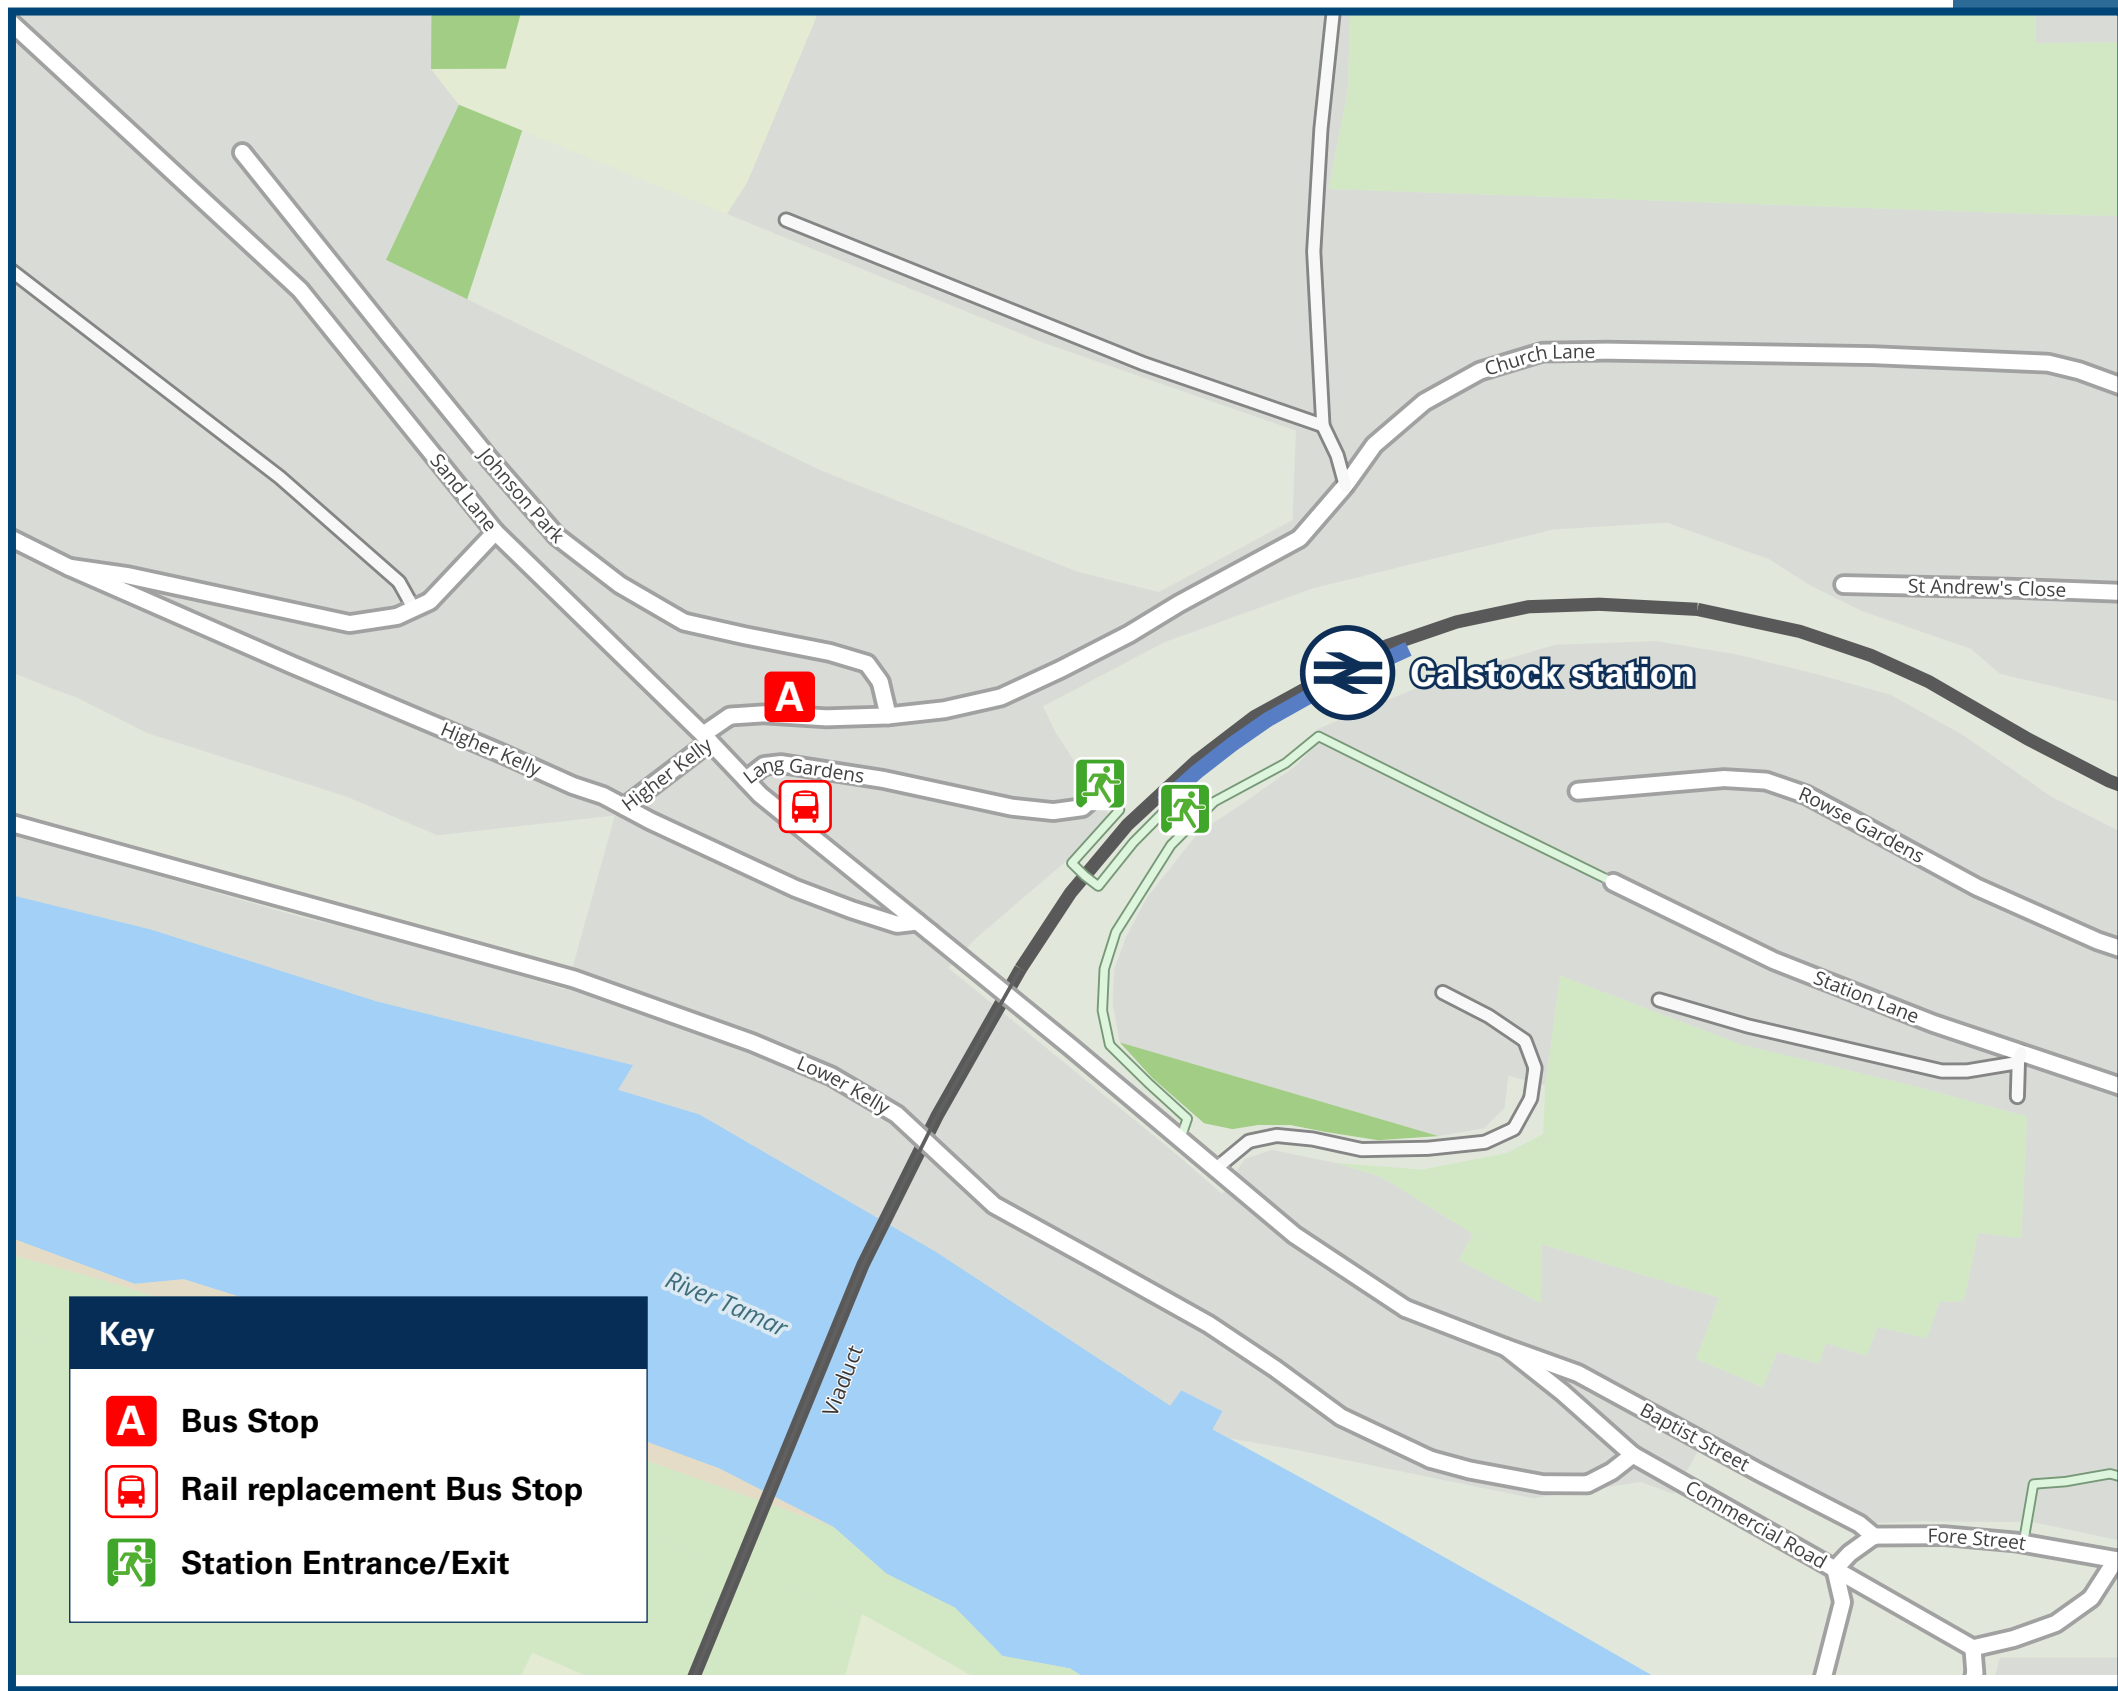 Church Lane
Johnson Park
Sand Lane
St Andrew's Close
A
Calstock station
Higher Kelly
Higher Kelly
Lang Gardens
Rowse Gardens
Station Lane
Lower Kelly
River Tamar
Viaduct
Baptist Street
Commercial Road
Fore Street
Key
A Bus Stop
Rail replacement Bus Stop
Station Entrance/Exit